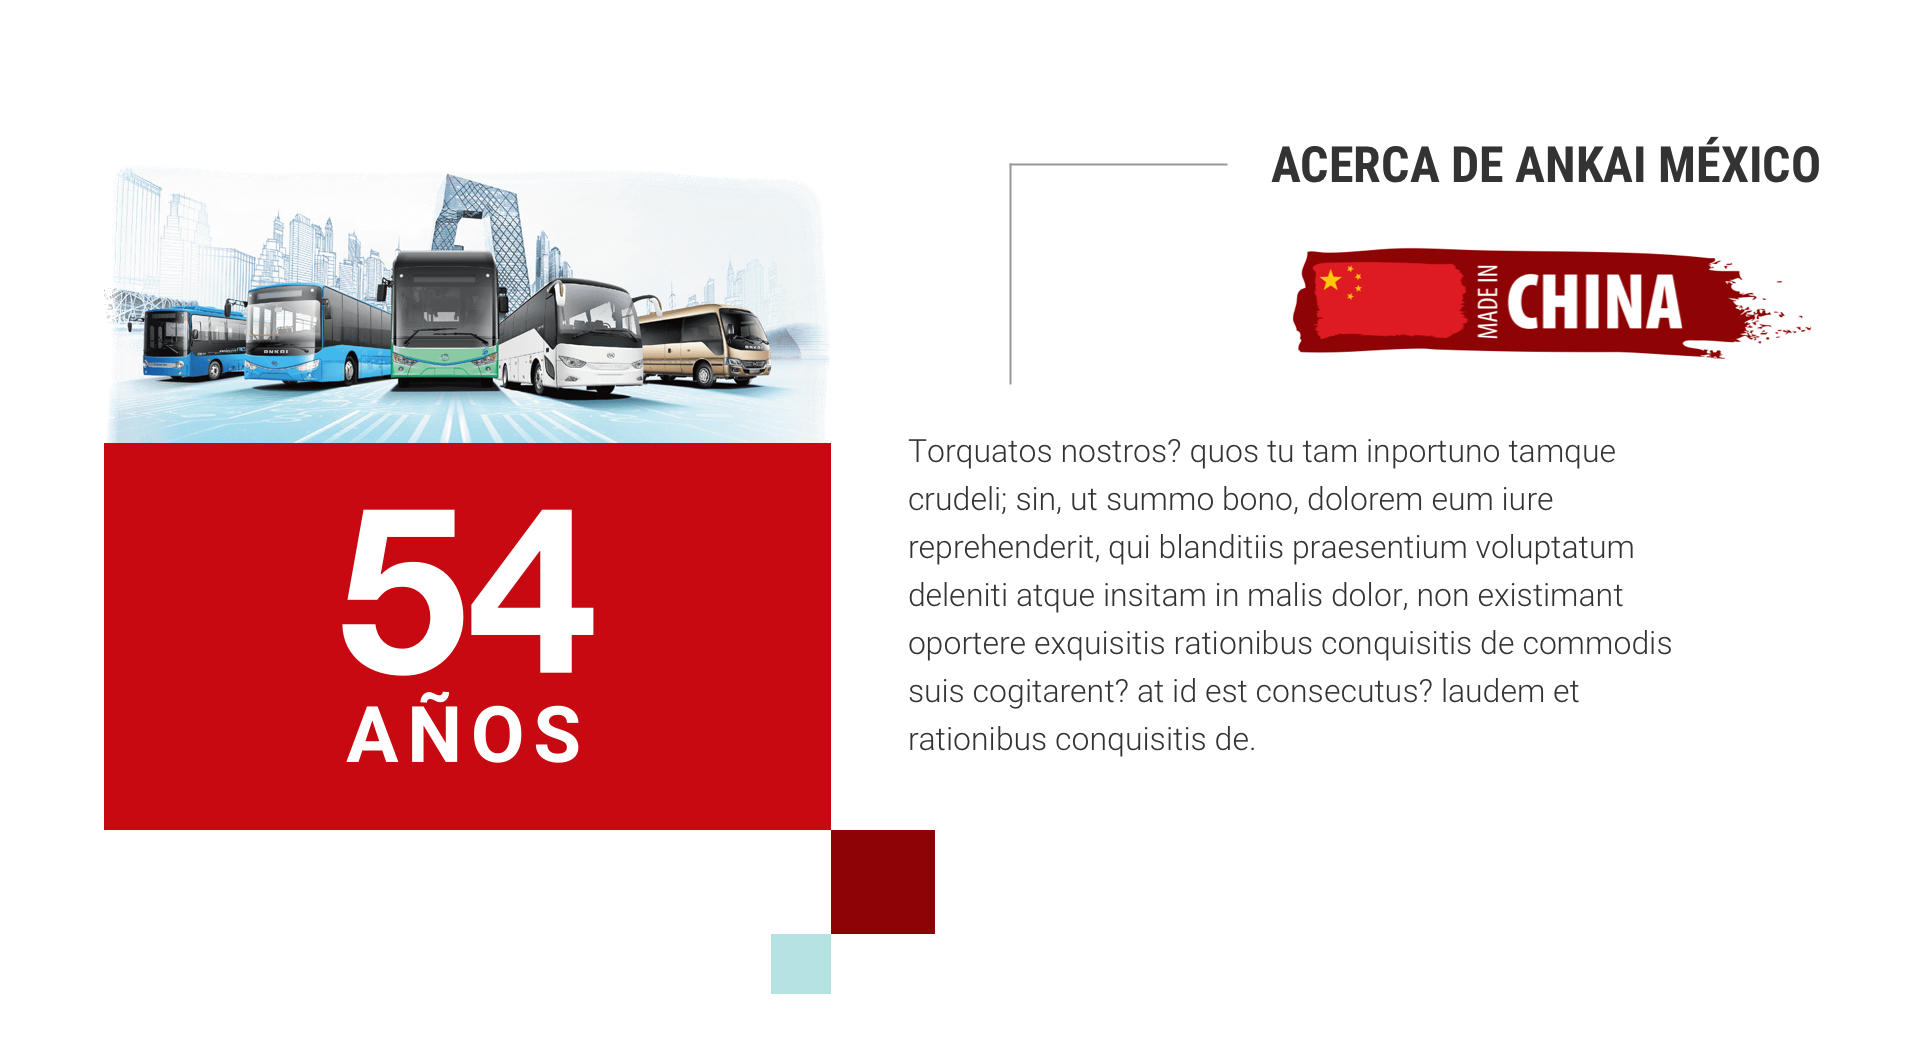 ACERCA DE ANKAI MÉXICO
MADE IN
CHINA
ANKAI
ANKAI
54
AÑOS
Torquatos nostros? quos tu tam inportuno tamque
crudeli; sin, ut summo bono, dolorem eum iure
reprehenderit, qui blanditiis praesentium voluptatum
deleniti atque insitam in malis dolor, non existimant
oportere exquisitis rationibus conquisitis de commodis
suis cogitarent? at id est consecutus? laudem et
rationibus conquisitis de.